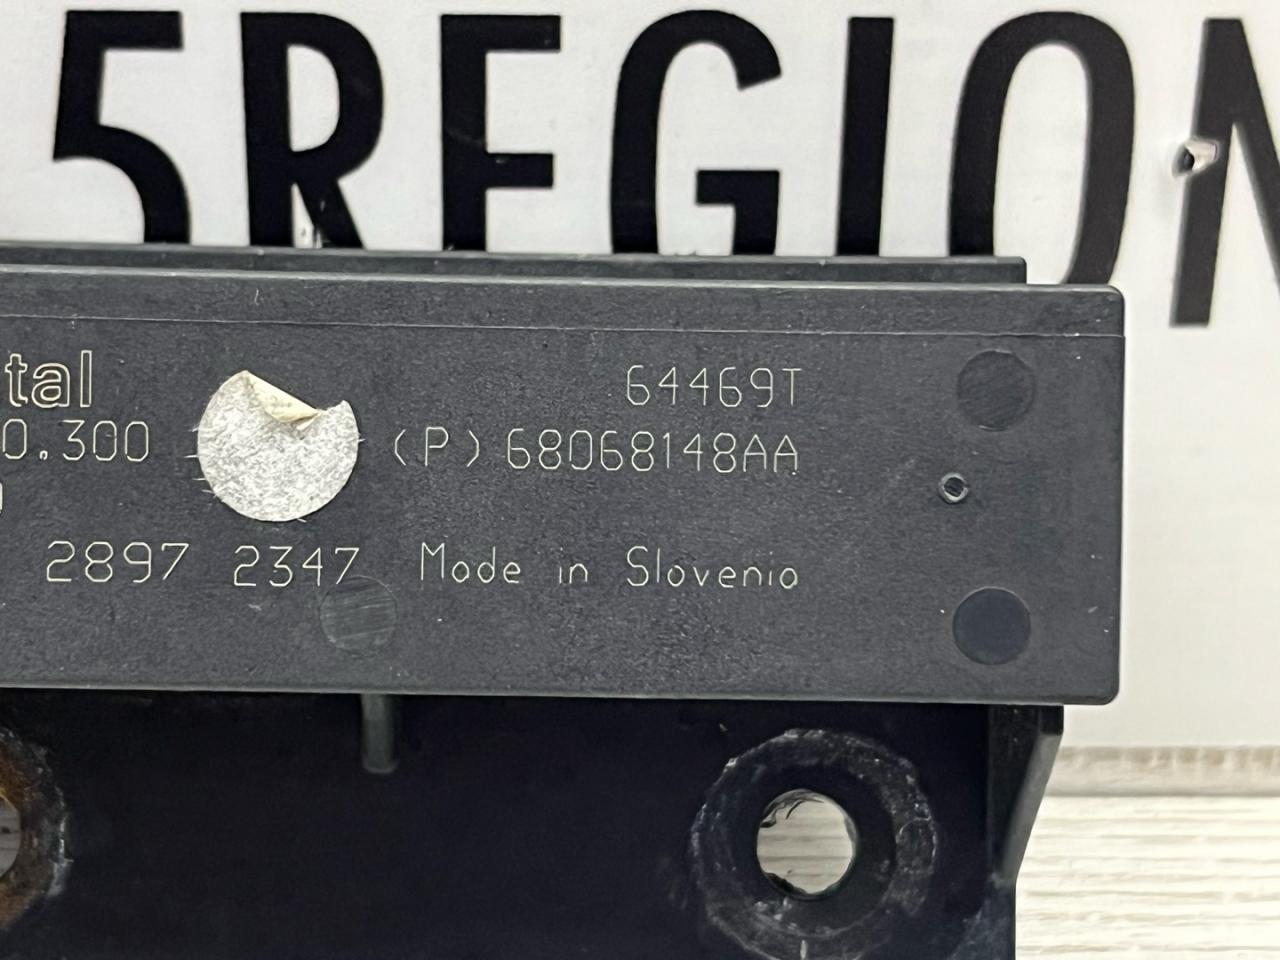 5REGION
tal
64469T
0.300
(P)68068148AA
2897 2347 Made in Slovenia